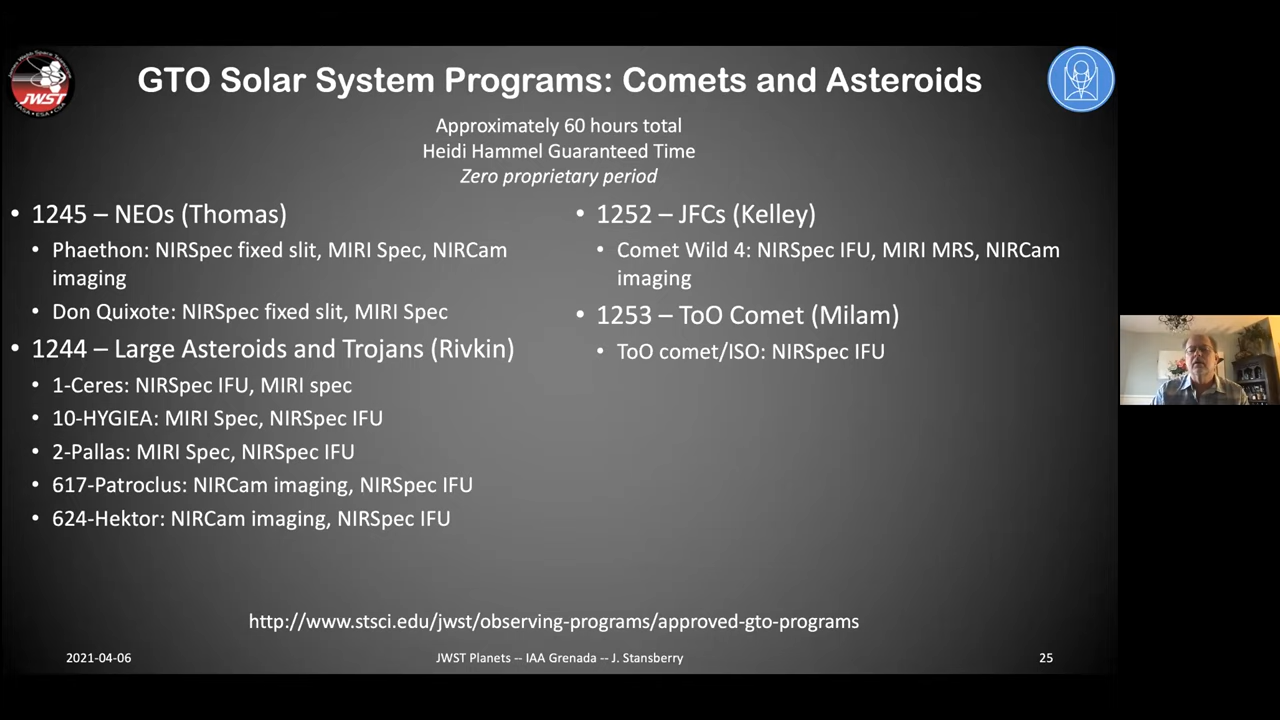 GTO Solar System Programs: Comets and Asteroids
Approximately 60 hours total
Heidi Hammel Guaranteed Time
Zero proprietary period
• 1245 – NEOs (Thomas)
• Phaethon: NIRSpec fixed slit, MIRI Spec, NIRCam
imaging
• Don Quixote: NIRSpec fixed slit, MIRI Spec
• 1244 – Large Asteroids and Trojans (Rivkin)
• 1-Ceres: NIRSpec IFU, MIRI spec
• 10-HYGIEA: MIRI Spec, NIRSpec IFU
• 2-Pallas: MIRI Spec, NIRSpec IFU
• 617-Patroclus: NIRCam imaging, NIRSpec IFU
• 624-Hektor: NIRCam imaging, NIRSpec IFU
• 1252 – JFCs (Kelley)
• Comet Wild 4: NIRSpec IFU, MIRI MRS, NIRCam
imaging
• 1253 – ToO Comet (Milam)
• ToO comet/ISO: NIRSpec IFU
http://www.stsci.edu/jwst/observing-programs/approved-gto-programs
2021-04-06
JWST Planets -- IAA Grenada -- J. Stansberry
25
JWST